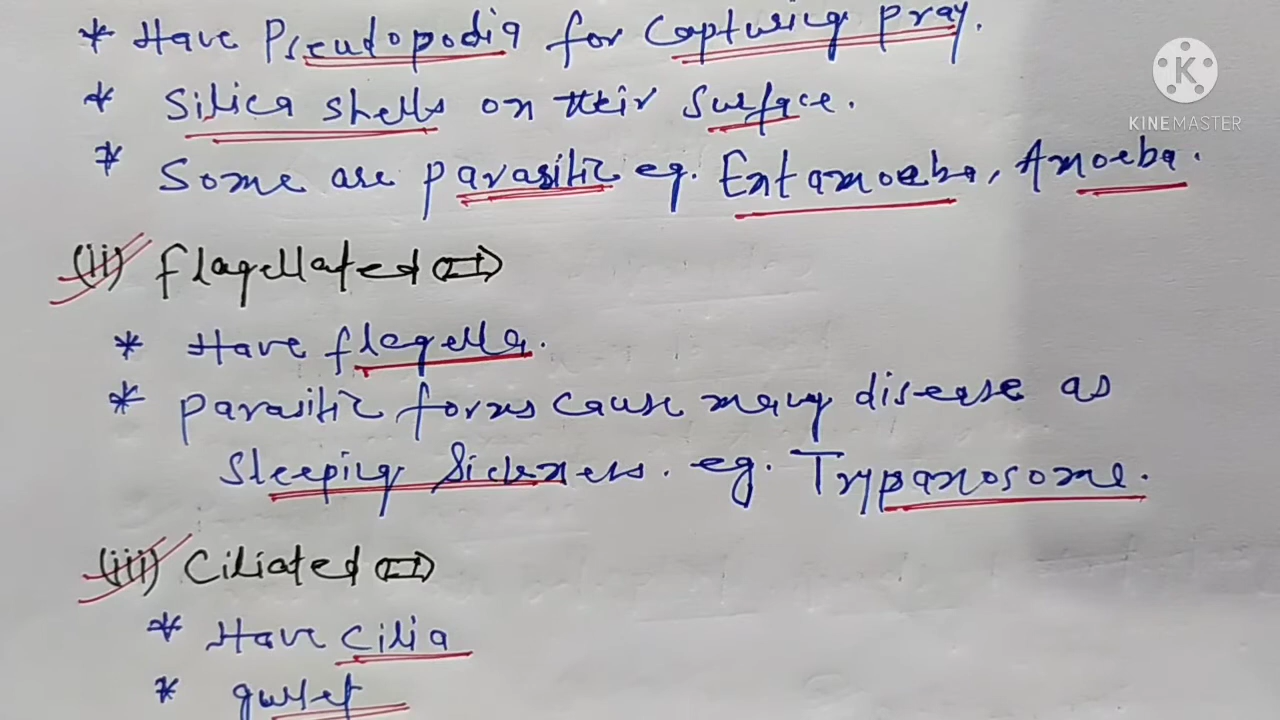 * Have Pseudopodia for Capturing pray.
* Silica shells on their surface.
* Some are parasitic eg. Entamoeba, Amoeba.
(ii) flagellated
* Have flagella.
* Parasitic forms cause many disease as
Sleeping Sickness. eg. Trypanosome.
(iii) Ciliated
* Have Cilia
* gullet
K
KINEMASTER